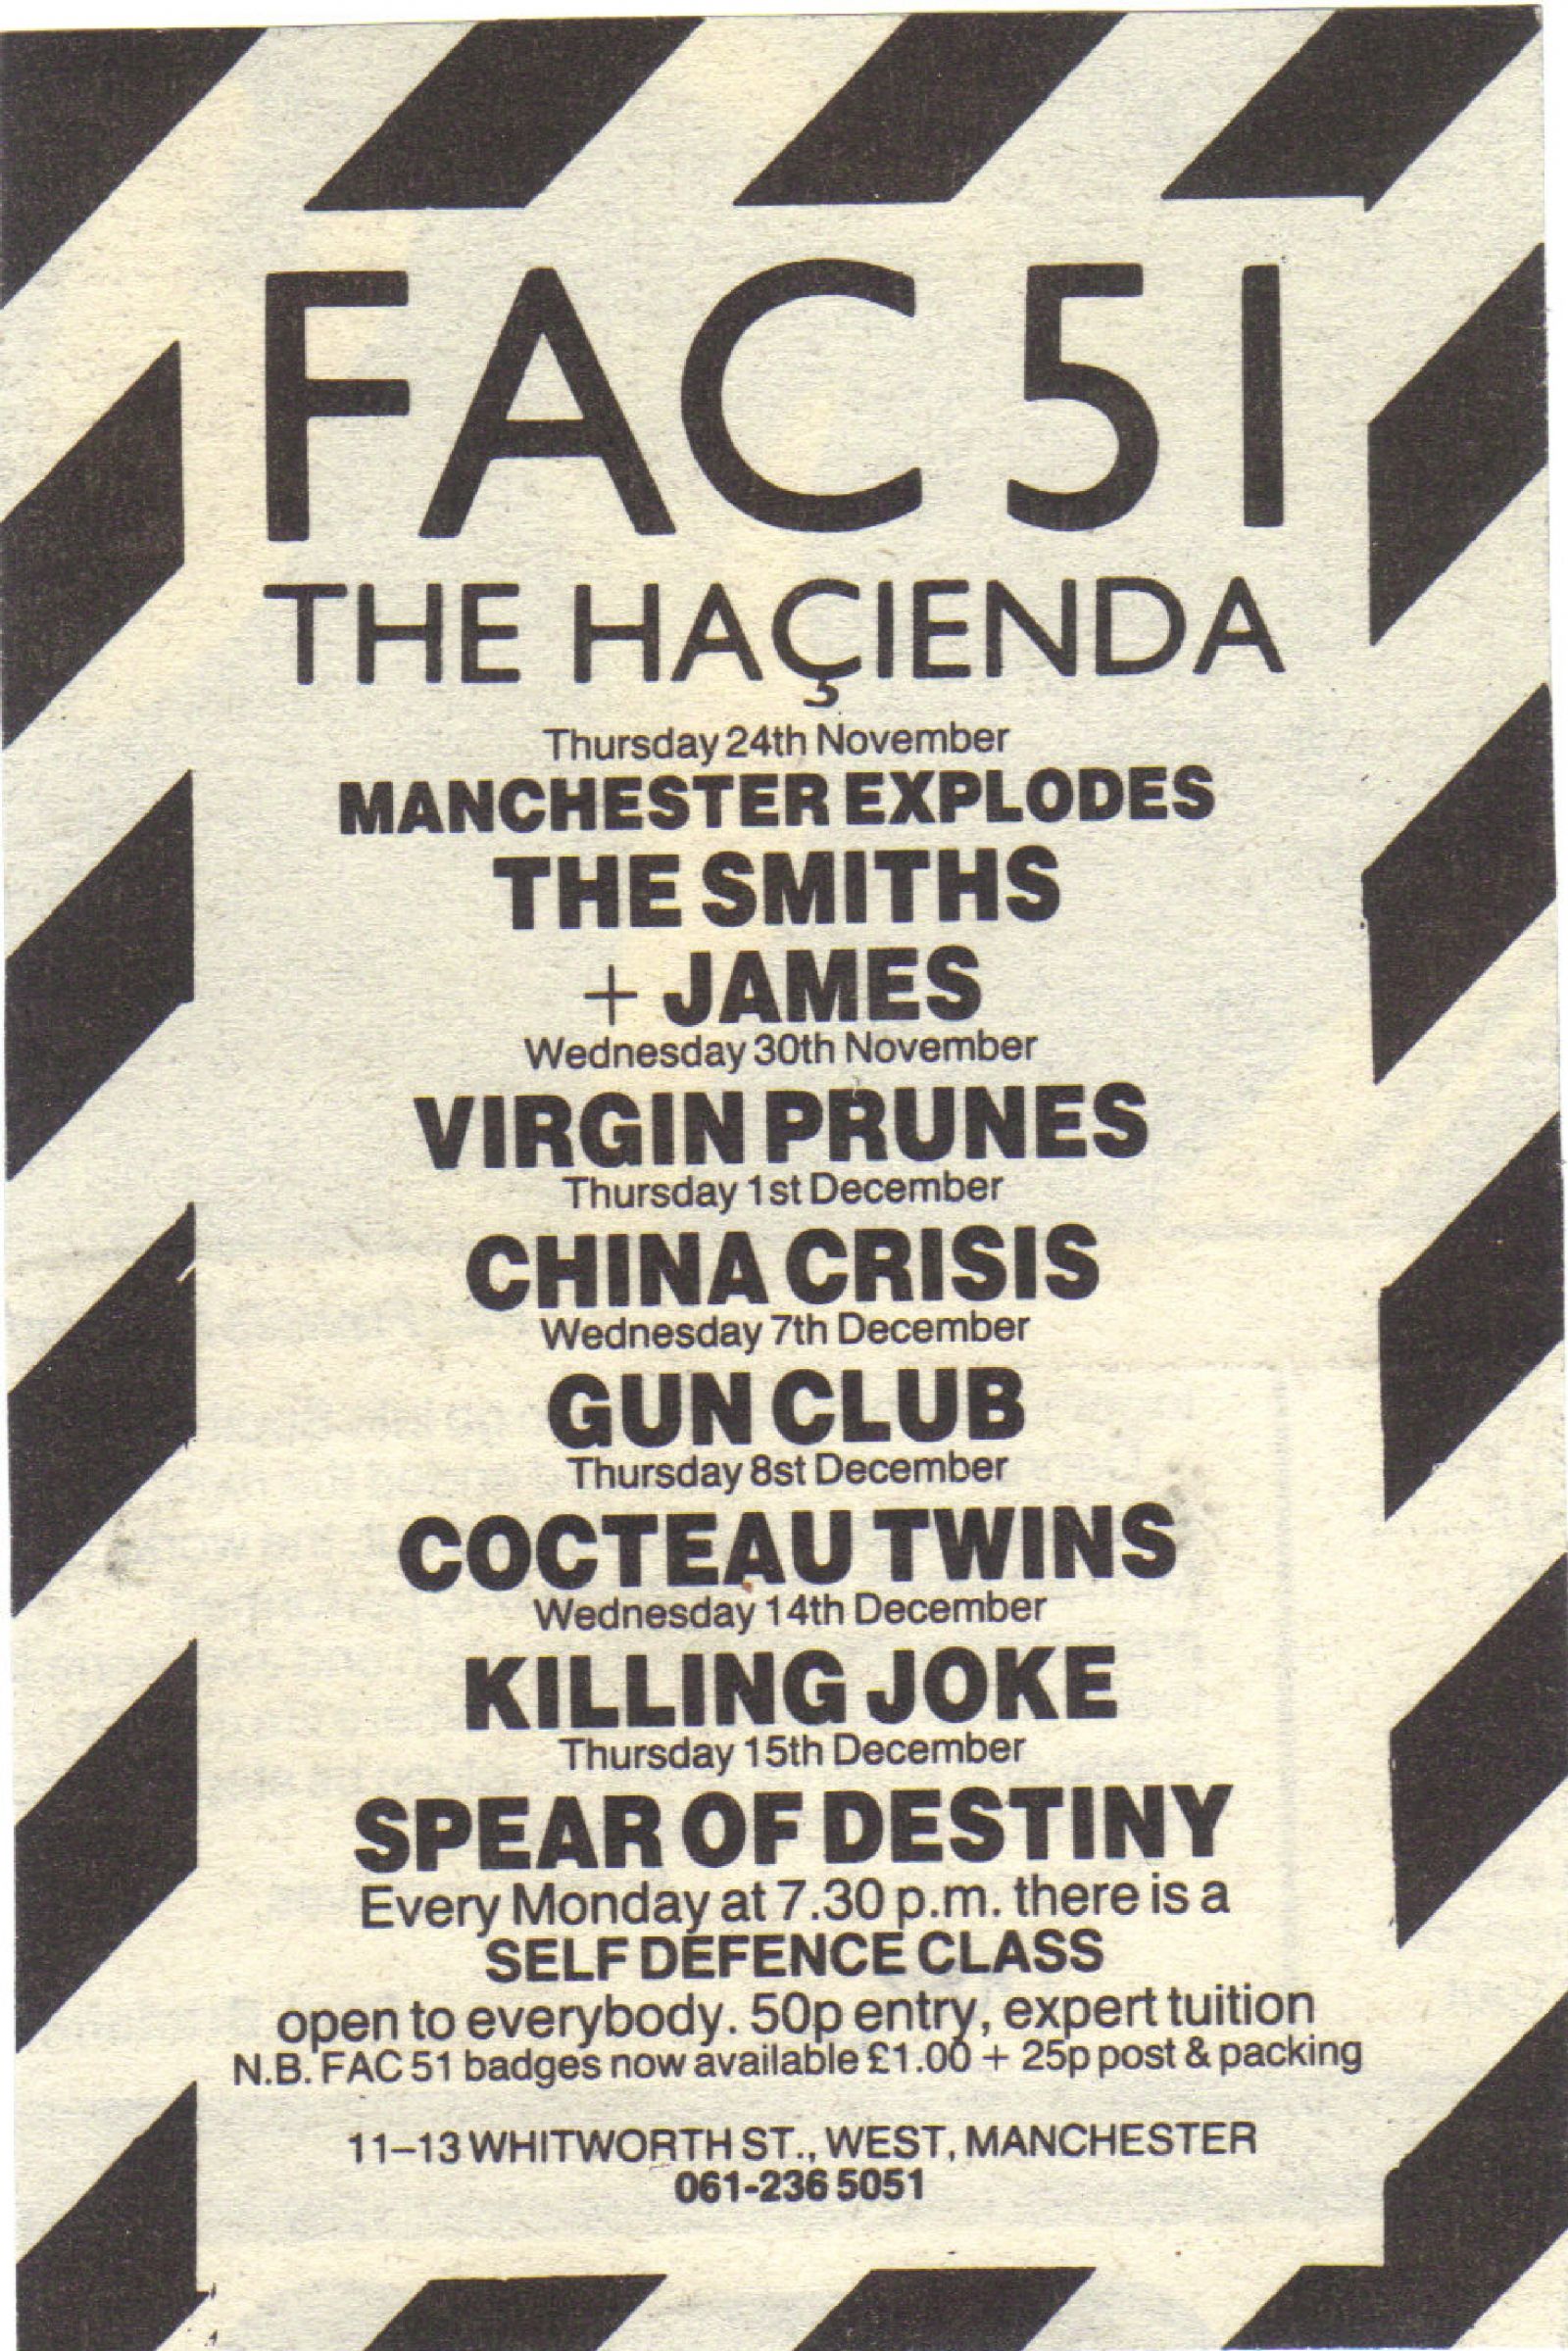 FAC 51
THE HAÇIENDA
Thursday 24th November
MANCHESTER EXPLODES
THE SMITHS
+ JAMES
Wednesday 30th November
VIRGIN PRUNES
Thursday 1st December
CHINA CRISIS
Wednesday 7th December
GUN CLUB
Thursday 8st December
COCTEAU TWINS
Wednesday 14th December
KILLING JOKE
Thursday 15th December
SPEAR OF DESTINY
Every Monday at 7.30 p.m. there is a
SELF DEFENCE CLASS
open to everybody. 50p entry, expert tuition
N.B. FAC 51 badges now available £1.00 + 25p post & packing
11–13 WHITWORTH ST., WEST, MANCHESTER
061-236 5051